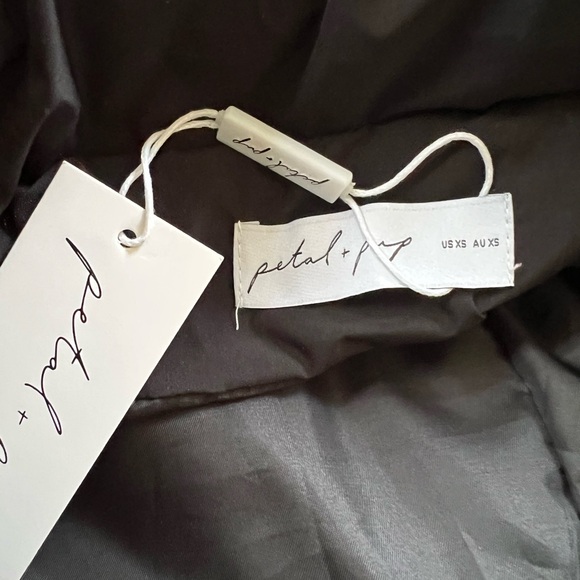 petal + pup
petal + pup US XS AU XS
petal +